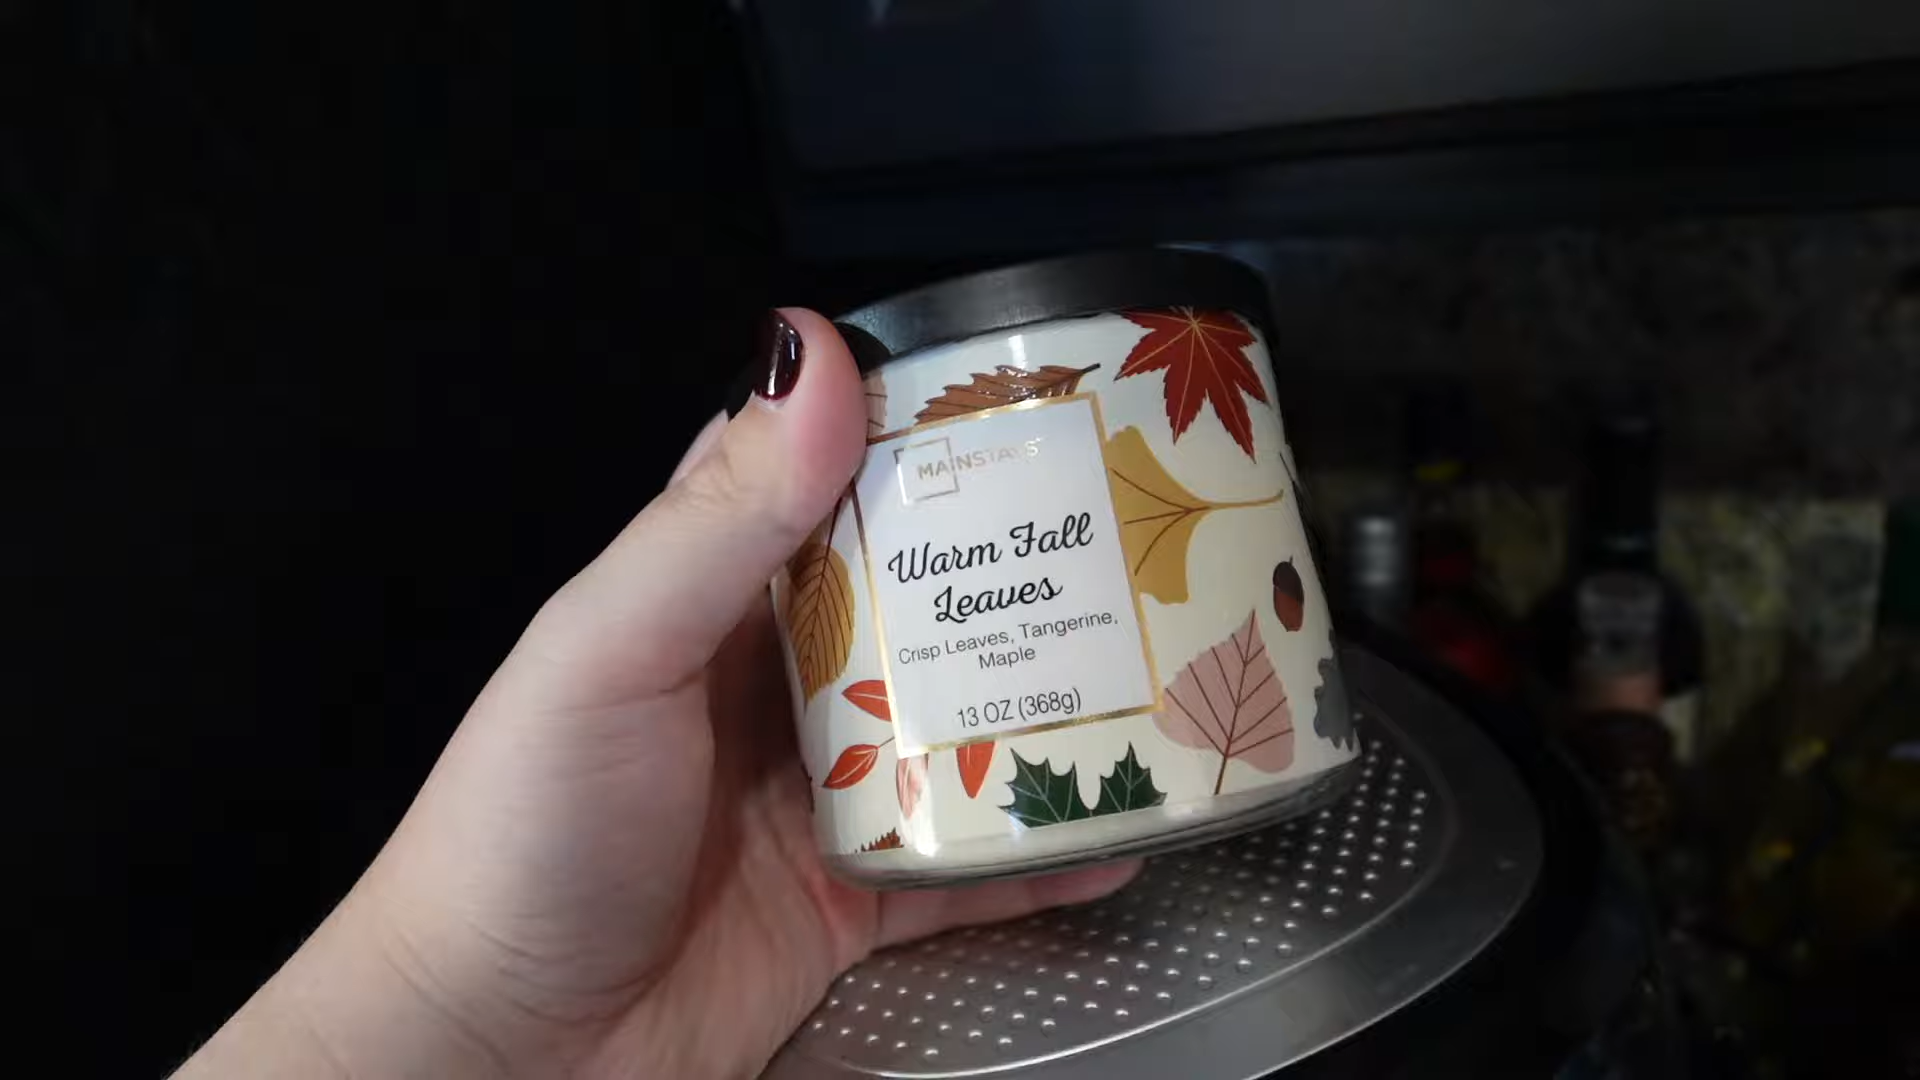 MAINSTAYS
Warm Fall
Leaves
Crisp Leaves, Tangerine,
Maple
13 OZ (368g)